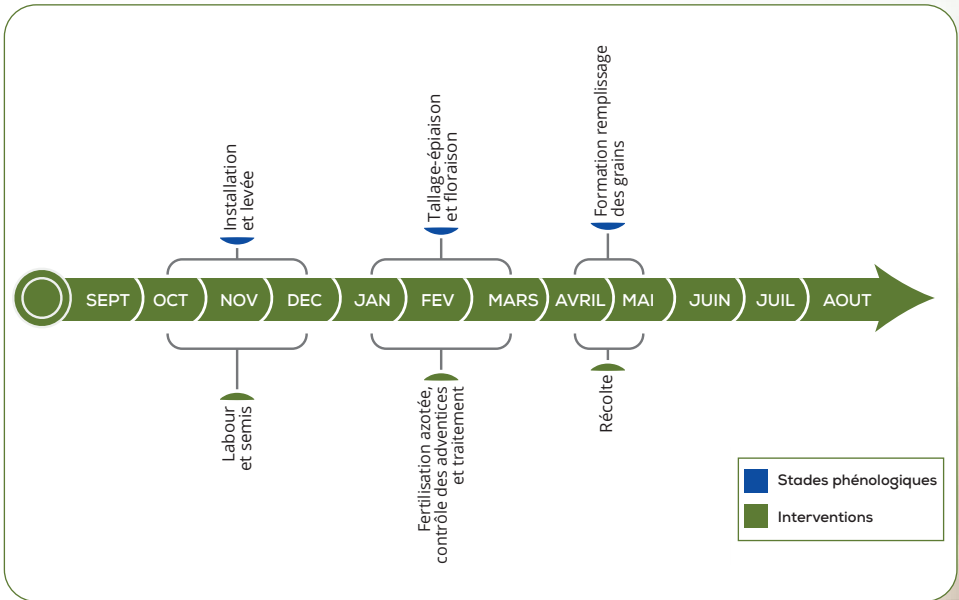 Installation
et levée
Tallage-épiaison
et floraison
Formation remplissage
des grains
SEPT
OCT
NOV
DEC
JAN
FEV
MARS
AVRIL
MAI
JUIN
JUIL
AOUT
Labour
et semis
Fertilisation azotée,
contrôle des adventices
et traitement
Récolte
Stades phénologiques
Interventions